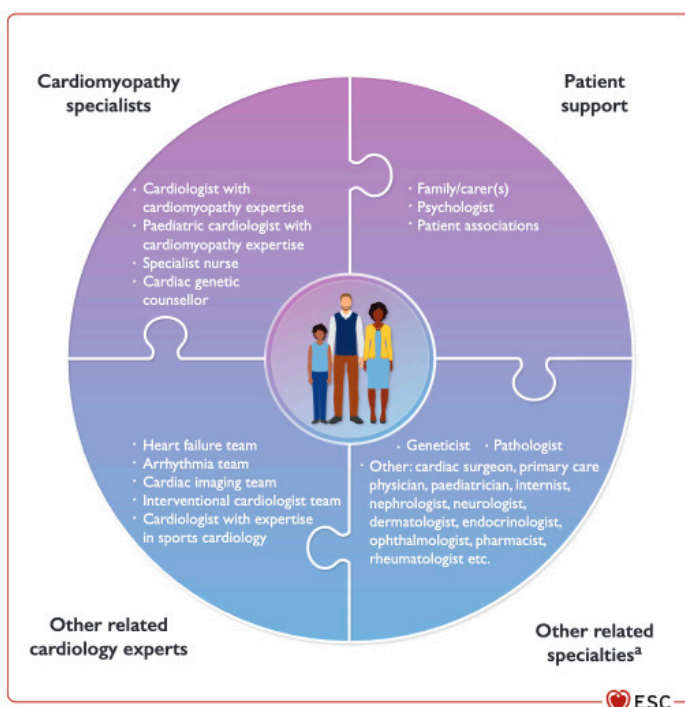 Cardiomyopathy
specialists
Patient
support
· Cardiologist with
cardiomyopathy expertise
· Paediatric cardiologist with
cardiomyopathy expertise
· Specialist nurse
· Cardiac genetic
counsellor
· Family/carer(s)
· Psychologist
· Patient associations
· Heart failure team
· Arrhythmia team
· Cardiac imaging team
· Interventional cardiologist team
· Cardiologist with expertise
in sports cardiology
· Geneticist · Pathologist
· Other: cardiac surgeon, primary care
physician, paediatrician, internist,
nephrologist, neurologist,
dermatologist, endocrinologist,
ophthalmologist, pharmacist,
rheumatologist etc.
Other related
cardiology experts
Other related
specialtiesª
ESC